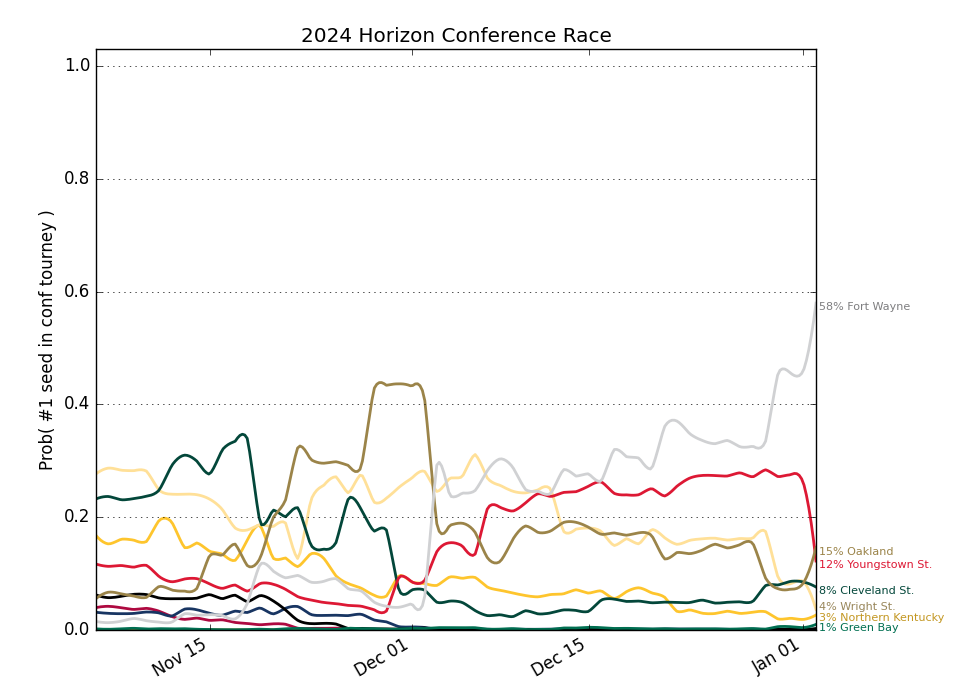 2024 Horizon Conference Race
Prob( #1 seed in conf tourney )
1.0
0.8
0.6
0.4
0.2
0.0
Nov 15
Dec 01
Dec 15
Jan 01
58% Fort Wayne
15% Oakland
12% Youngstown St.
8% Cleveland St.
4% Wright St.
3% Northern Kentucky
1% Green Bay